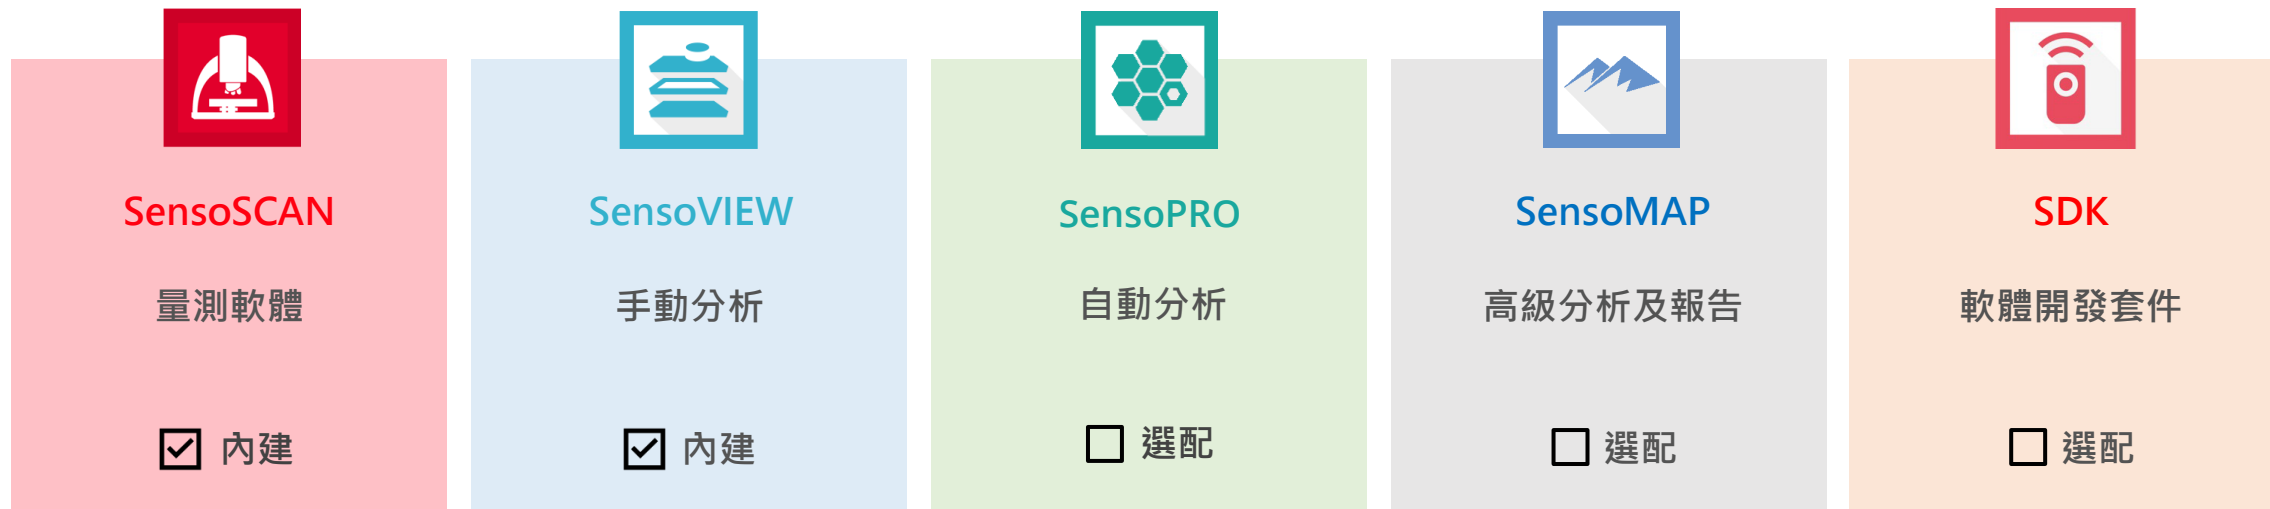 SensoSCAN
量測軟體
內建
SensoVIEW
手動分析
內建
SensoPRO
自動分析
選配
SensoMAP
高級分析及報告
選配
SDK
軟體開發套件
選配